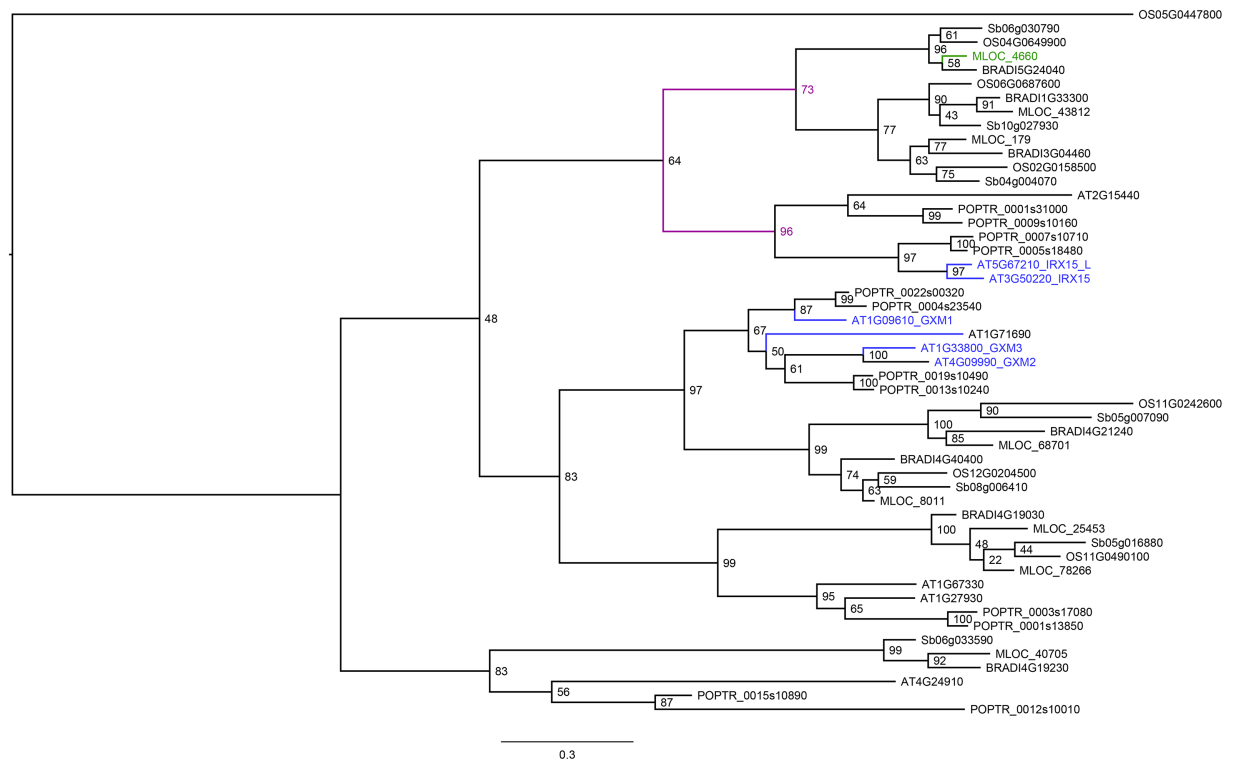 OS05G0447800
Sb06g030790
61
OS04G0649900
96
MLOC_4660
58
BRADI5G24040
73
OS06G0687600
90
BRADI1G33300
91
MLOC_43812
43
Sb10g027930
77
MLOC_179
77
BRADI3G04460
63
OS02G0158500
75
Sb04g004070
64
AT2G15440
64
POPTR_0001s31000
99
POPTR_0009s10160
96
POPTR_0007s10710
100
POPTR_0005s18480
97
AT5G67210_IRX15_L
97
AT3G50220_IRX15
48
POPTR_0022s00320
99
POPTR_0004s23540
87
AT1G09610_GXM1
67
AT1G71690
50
AT1G33800_GXM3
100
AT4G09990_GXM2
61
POPTR_0019s10490
100
POPTR_0013s10240
97
OS11G0242600
90
Sb05g007090
100
BRADI4G21240
85
MLOC_68701
99
BRADI4G40400
74
OS12G0204500
59
Sb08g006410
63
MLOC_8011
83
BRADI4G19030
100
MLOC_25453
48
Sb05g016880
44
OS11G0490100
22
MLOC_78266
99
AT1G67330
95
AT1G27930
65
POPTR_0003s17080
100
POPTR_0001s13850
Sb06g033590
99
MLOC_40705
92
BRADI4G19230
83
AT4G24910
56
POPTR_0015s10890
87
POPTR_0012s10010
0.3